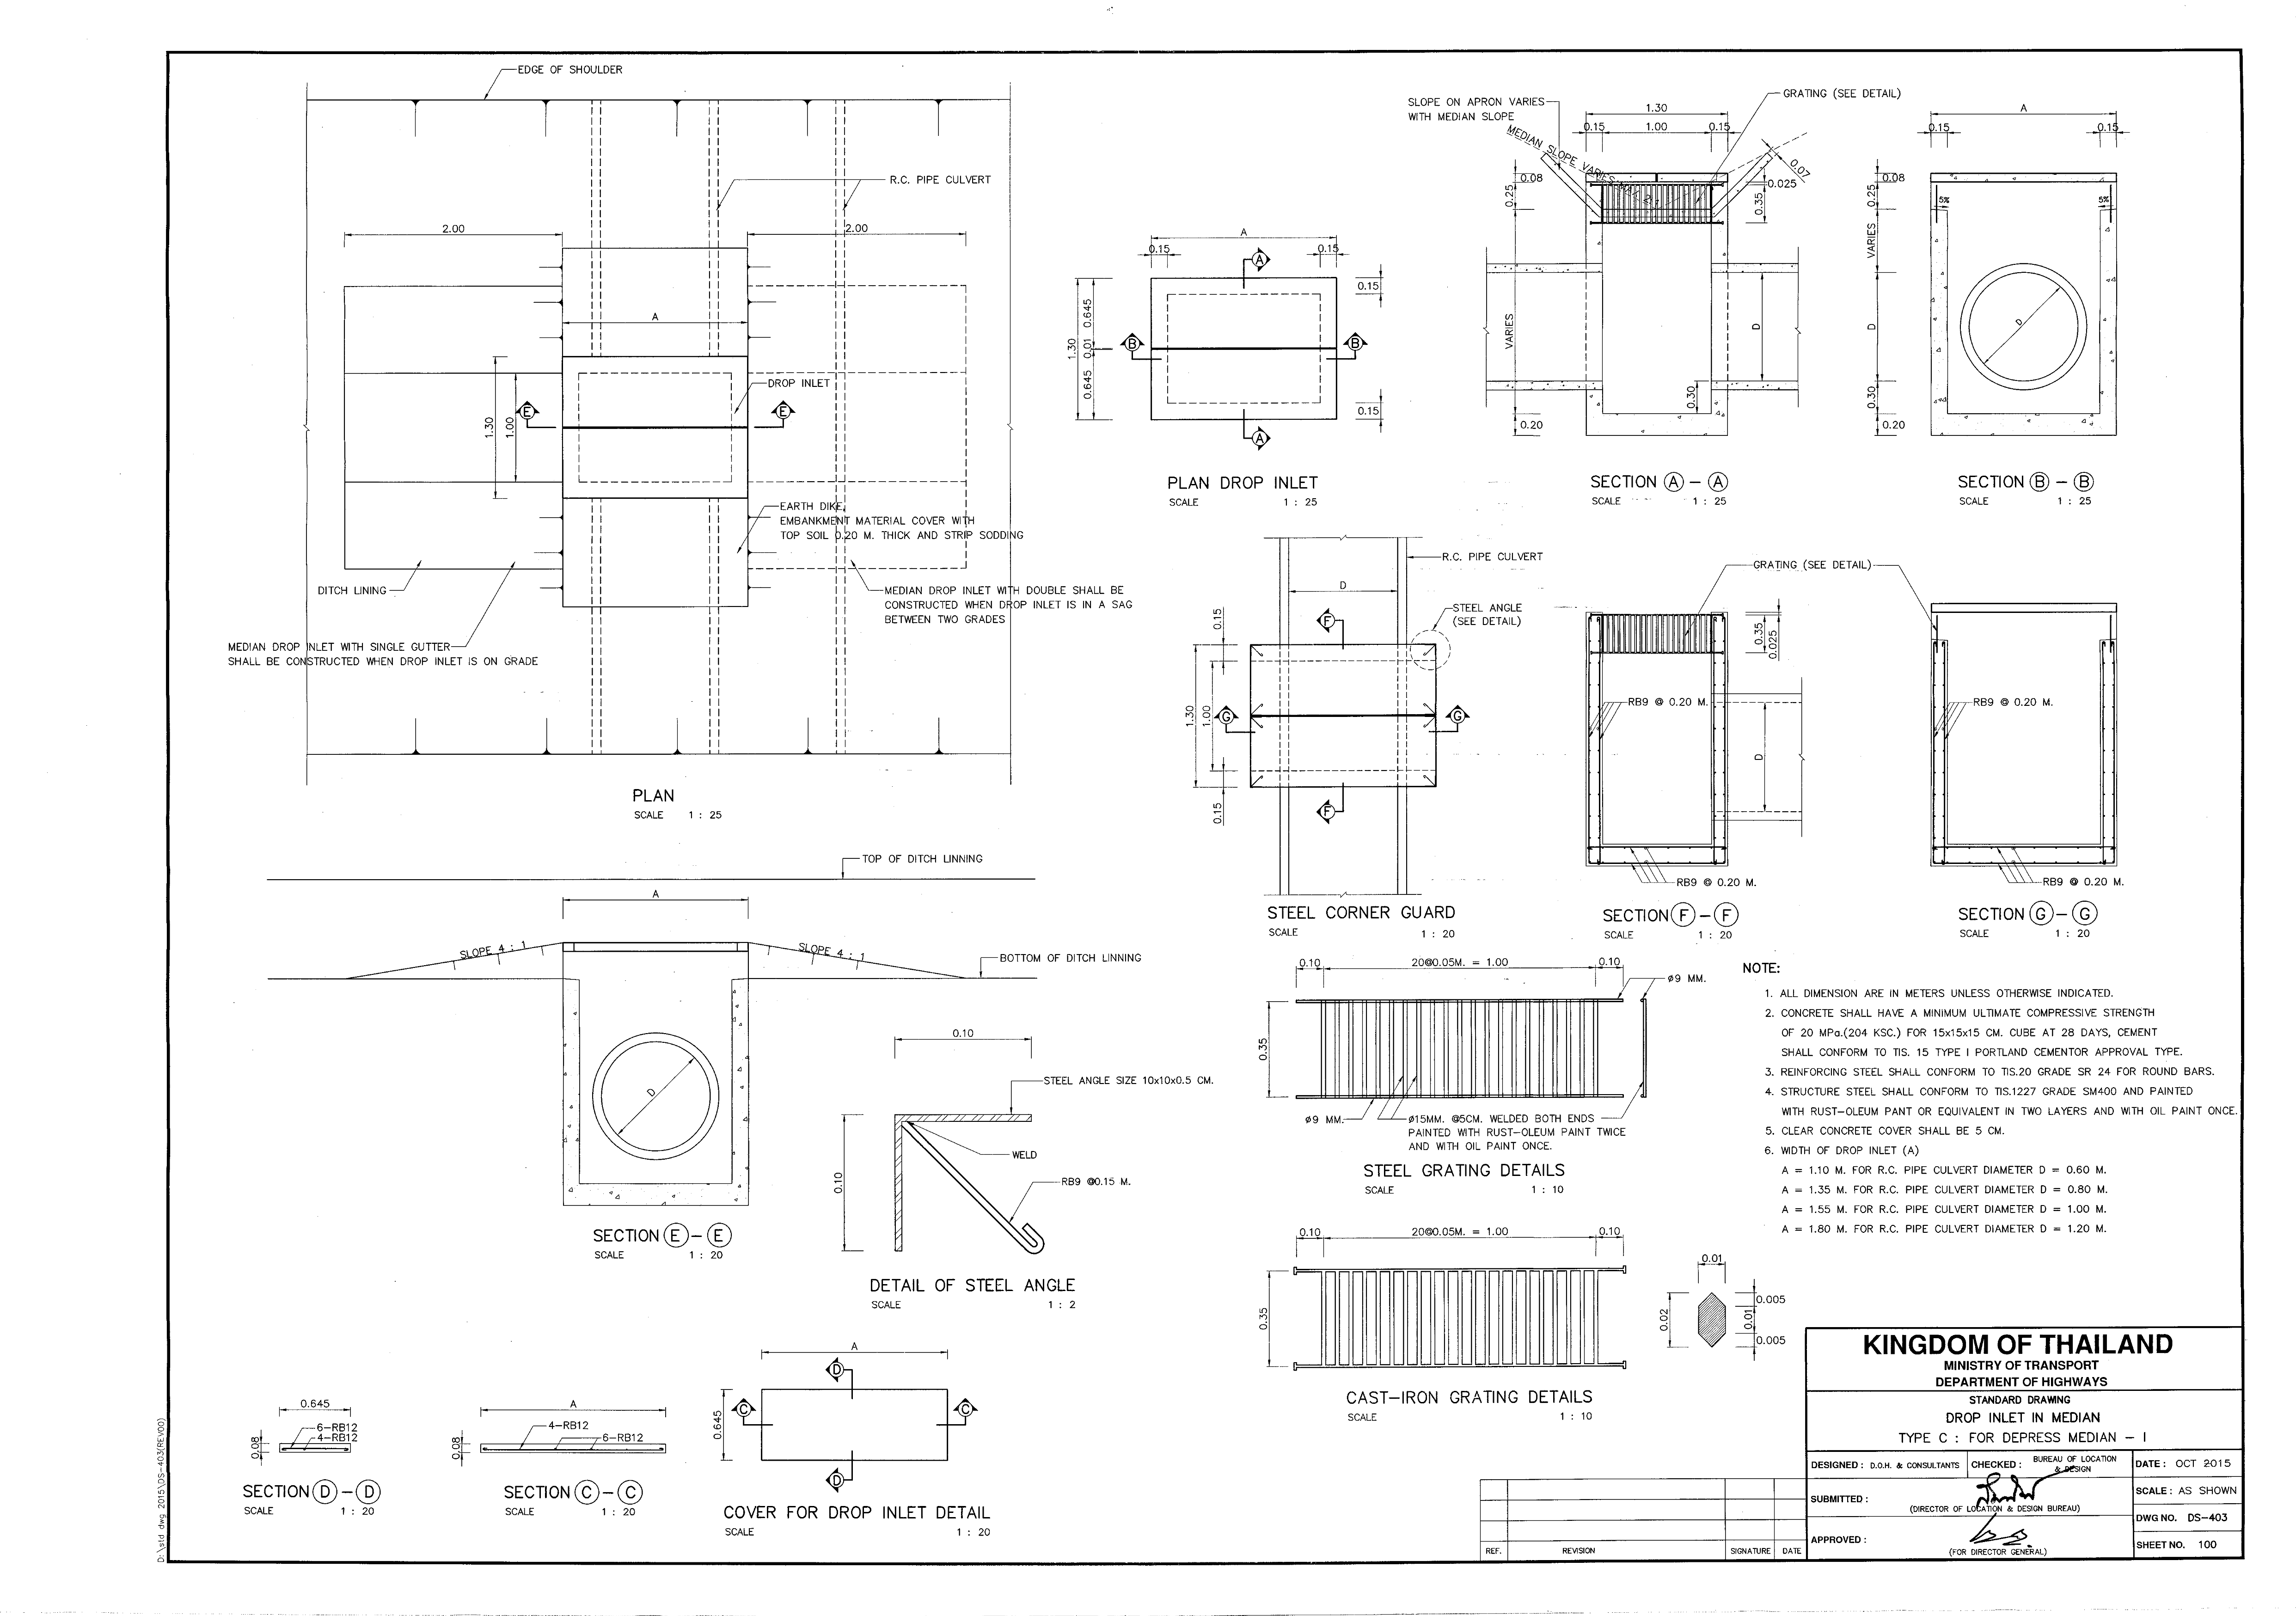 EDGE OF SHOULDER
R.C. PIPE CULVERT
2.00
2.00
A
DROP INLET
1.30
1.00
E
E
EARTH DIKE,
EMBANKMENT MATERIAL COVER WITH
TOP SOIL 0.20 M. THICK AND STRIP SODDING
DITCH LINING
MEDIAN DROP INLET WITH DOUBLE SHALL BE
CONSTRUCTED WHEN DROP INLET IS IN A SAG
BETWEEN TWO GRADES
MEDIAN DROP INLET WITH SINGLE GUTTER
SHALL BE CONSTRUCTED WHEN DROP INLET IS ON GRADE
PLAN
SCALE 1 : 25
A
0.15
0.15
A
0.15
0.645
0.01
1.30
0.645
B
B
0.15
A
PLAN DROP INLET
SCALE 1 : 25
SLOPE ON APRON VARIES
WITH MEDIAN SLOPE
GRATING (SEE DETAIL)
1.30
0.15
1.00
0.15
0.07
0.08
0.025
0.25
0.35
VARIES
D
0.30
0.20
SECTION A – A
SCALE 1 : 25
A
0.15
0.15
0.08
0.25
5%
5%
VARIES
D
D
0.30
0.20
SECTION B – B
SCALE 1 : 25
R.C. PIPE CULVERT
D
0.15
F
STEEL ANGLE
(SEE DETAIL)
1.30
1.00
G
G
F
0.15
STEEL CORNER GUARD
SCALE 1 : 20
GRATING (SEE DETAIL)
0.35
0.025
RB9 @ 0.20 M.
D
RB9 @ 0.20 M.
SECTION F – F
SCALE 1 : 20
RB9 @ 0.20 M.
RB9 @ 0.20 M.
SECTION G – G
SCALE 1 : 20
TOP OF DITCH LINNING
A
SLOPE 4 : 1
SLOPE 4 : 1
BOTTOM OF DITCH LINNING
D
SECTION E – E
SCALE 1 : 20
0.10
STEEL ANGLE SIZE 10x10x0.5 CM.
WELD
0.10
RB9 @0.15 M.
DETAIL OF STEEL ANGLE
SCALE 1 : 2
0.10
20@0.05M. = 1.00
0.10
ø9 MM.
0.35
ø9 MM.
ø15MM. @5CM. WELDED BOTH ENDS
PAINTED WITH RUST–OLEUM PAINT TWICE
AND WITH OIL PAINT ONCE.
STEEL GRATING DETAILS
SCALE 1 : 10
0.10
20@0.05M. = 1.00
0.10
0.35
0.01
0.02
0.005
0.01
0.005
CAST–IRON GRATING DETAILS
SCALE 1 : 10
NOTE:
1. ALL DIMENSION ARE IN METERS UNLESS OTHERWISE INDICATED.
2. CONCRETE SHALL HAVE A MINIMUM ULTIMATE COMPRESSIVE STRENGTH
OF 20 MPa.(204 KSC.) FOR 15x15x15 CM. CUBE AT 28 DAYS, CEMENT
SHALL CONFORM TO TIS. 15 TYPE I PORTLAND CEMENTOR APPROVAL TYPE.
3. REINFORCING STEEL SHALL CONFORM TO TIS.20 GRADE SR 24 FOR ROUND BARS.
4. STRUCTURE STEEL SHALL CONFORM TO TIS.1227 GRADE SM400 AND PAINTED
WITH RUST–OLEUM PANT OR EQUIVALENT IN TWO LAYERS AND WITH OIL PAINT ONCE.
5. CLEAR CONCRETE COVER SHALL BE 5 CM.
6. WIDTH OF DROP INLET (A)
A = 1.10 M. FOR R.C. PIPE CULVERT DIAMETER D = 0.60 M.
A = 1.35 M. FOR R.C. PIPE CULVERT DIAMETER D = 0.80 M.
A = 1.55 M. FOR R.C. PIPE CULVERT DIAMETER D = 1.00 M.
A = 1.80 M. FOR R.C. PIPE CULVERT DIAMETER D = 1.20 M.
0.645
6–RB12
4–RB12
0.08
SECTION D – D
SCALE 1 : 20
A
4–RB12
6–RB12
0.08
SECTION C – C
SCALE 1 : 20
A
D
0.645
C
C
D
COVER FOR DROP INLET DETAIL
SCALE 1 : 20
D:\std dwg 2015\DS-403(REV00)
REF. REVISION SIGNATURE DATE
KINGDOM OF THAILAND
MINISTRY OF TRANSPORT
DEPARTMENT OF HIGHWAYS
STANDARD DRAWING
DROP INLET IN MEDIAN
TYPE C : FOR DEPRESS MEDIAN – I
DESIGNED : D.O.H. & CONSULTANTS
CHECKED : BUREAU OF LOCATION
& DESIGN
DATE : OCT 2015
SUBMITTED :
(DIRECTOR OF LOCATION & DESIGN BUREAU)
SCALE : AS SHOWN
DWG NO. DS–403
APPROVED :
(FOR DIRECTOR GENERAL)
SHEET NO. 100